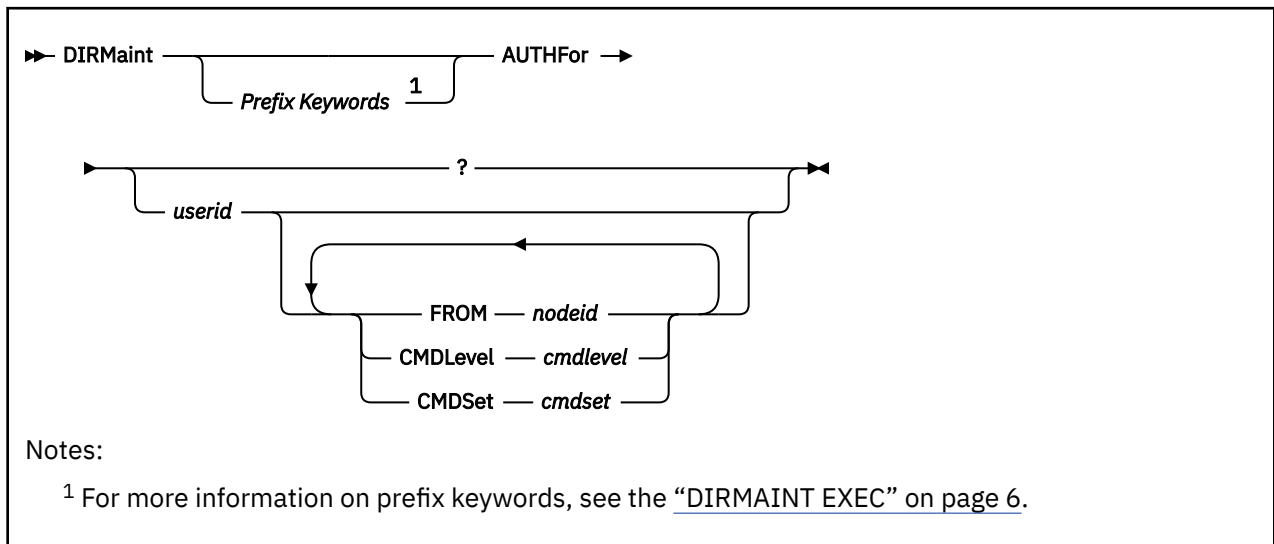 DIRMaint AUTHFor
Prefix Keywords 1
?
userid
FROM nodeid
CMDLevel cmdlevel
CMDSet cmdset
Notes:
1 For more information on prefix keywords, see the “DIRMAINT EXEC” on page 6.